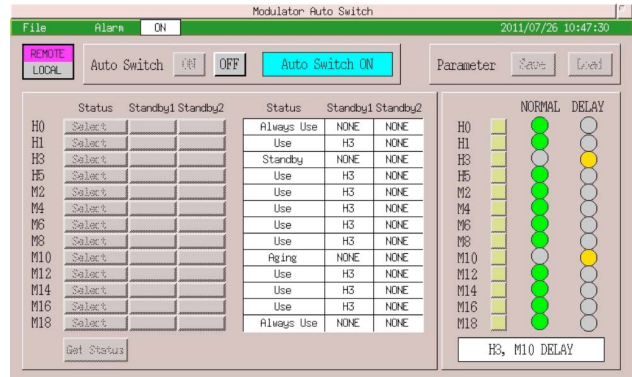 Modulator Auto Switch
File Alarm ON 2011/07/26 10:47:30
REMOTE
LOCAL
Auto Switch ON OFF Auto Switch ON
Parameter Save Load
Status Standby1 Standby2 Status Standby1 Standby2 NORMAL DELAY
H0 Select Always Use NONE NONE H0
H1 Select Use H3 NONE H1
H3 Select Standby NONE NONE H3
H5 Select Use H3 NONE H5
M2 Select Use H3 NONE M2
M4 Select Use H3 NONE M4
M6 Select Use H3 NONE M6
M8 Select Use H3 NONE M8
M10 Select Aging NONE NONE M10
M12 Select Use H3 NONE M12
M14 Select Use H3 NONE M14
M16 Select Use H3 NONE M16
M18 Select Always Use NONE NONE M18
Get Status
H3, M10 DELAY